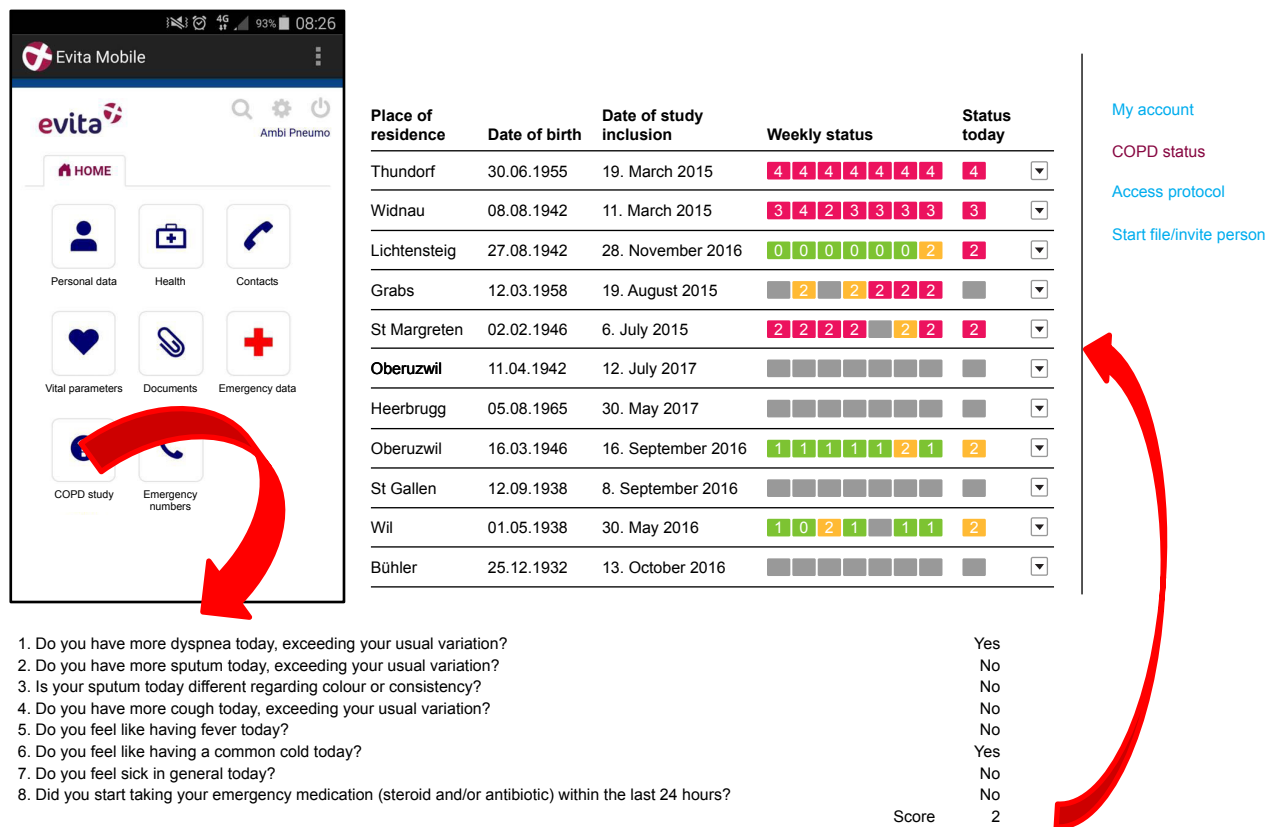 4G 93% 08:26
Evita Mobile
evita
Ambi Pneumo
HOME
Personal data Health Contacts
Vital parameters Documents Emergency data
COPD study Emergency
numbers
Place of Date of study Status
residence Date of birth inclusion Weekly status today
Thundorf 30.06.1955 19. March 2015 4 4 4 4 4 4 4 4
Widnau 08.08.1942 11. March 2015 3 4 2 3 3 3 3 3
Lichtensteig 27.08.1942 28. November 2016 0 0 0 0 0 0 2 2
Grabs 12.03.1958 19. August 2015 2 2 2 2 2
St Margreten 02.02.1946 6. July 2015 2 2 2 2 2 2 2
Oberuzwil 11.04.1942 12. July 2017
Heerbrugg 05.08.1965 30. May 2017
Oberuzwil 16.03.1946 16. September 2016 1 1 1 1 1 2 1 2
St Gallen 12.09.1938 8. September 2016
Wil 01.05.1938 30. May 2016 1 0 2 1 1 1 2
Bühler 25.12.1932 13. October 2016
My account
COPD status
Access protocol
Start file/invite person
1. Do you have more dyspnea today, exceeding your usual variation? Yes
2. Do you have more sputum today, exceeding your usual variation? No
3. Is your sputum today different regarding colour or consistency? No
4. Do you have more cough today, exceeding your usual variation? No
5. Do you feel like having fever today? No
6. Do you feel like having a common cold today? Yes
7. Do you feel sick in general today? No
8. Did you start taking your emergency medication (steroid and/or antibiotic) within the last 24 hours? No
Score 2